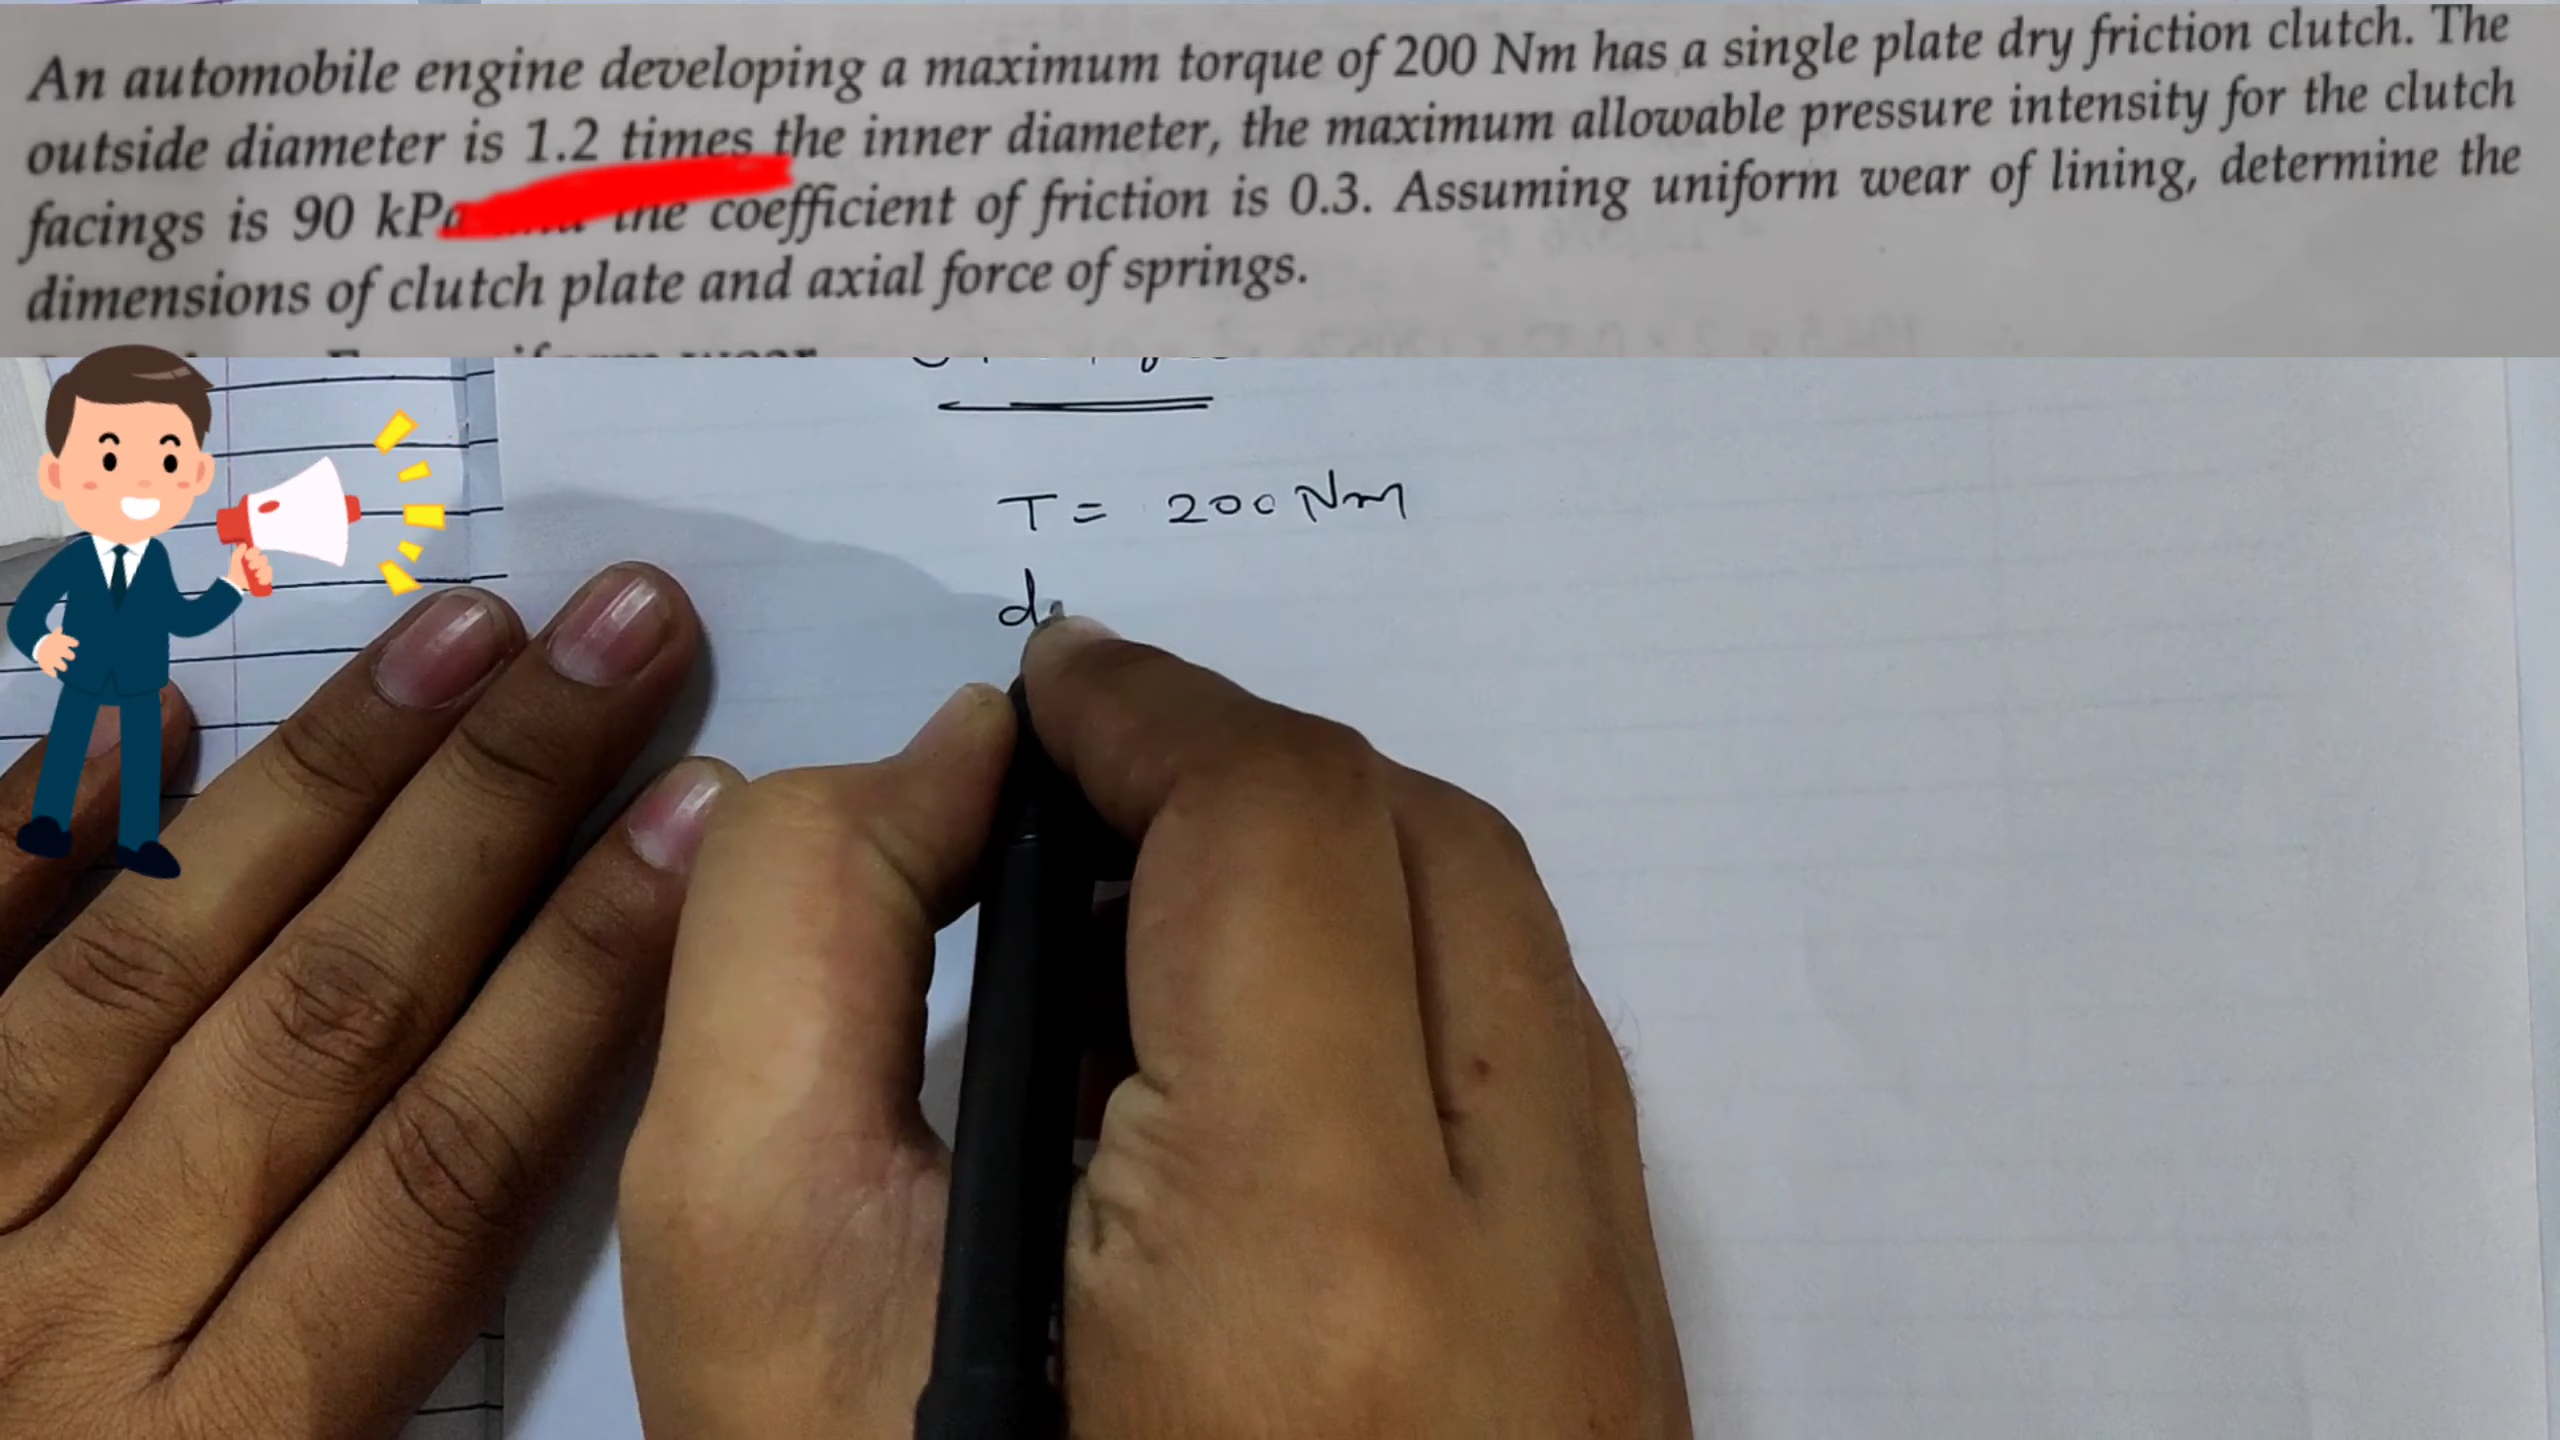 An automobile engine developing a maximum torque of 200 Nm has a single plate dry friction clutch. The
outside diameter is 1.2 times the inner diameter, the maximum allowable pressure intensity for the clutch
facings is 90 kPa the coefficient of friction is 0.3. Assuming uniform wear of lining, determine the
dimensions of clutch plate and axial force of springs.
T = 200 Nm
d